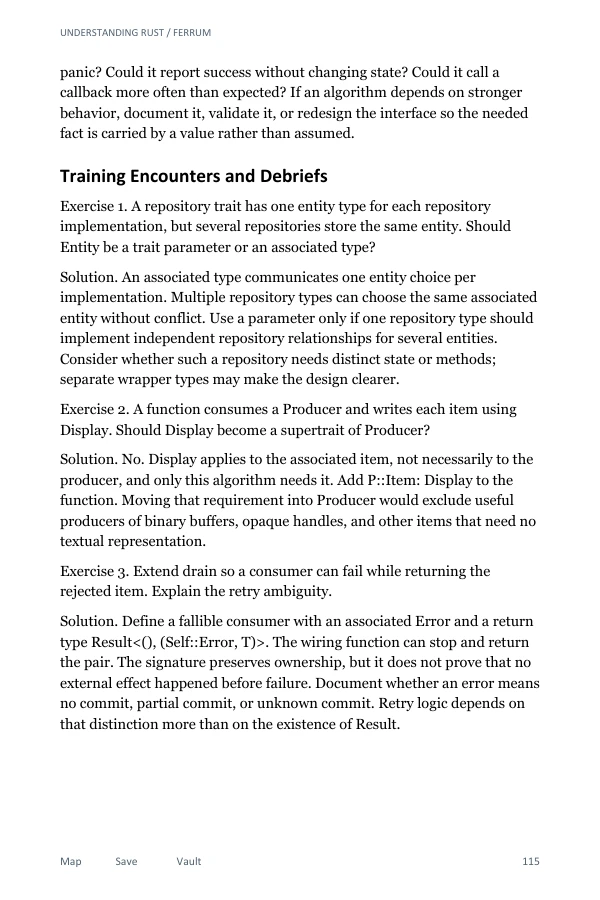 UNDERSTANDING RUST / FERRUM
panic? Could it report success without changing state? Could it call a
callback more often than expected? If an algorithm depends on stronger
behavior, document it, validate it, or redesign the interface so the needed
fact is carried by a value rather than assumed.
Training Encounters and Debriefs
Exercise 1. A repository trait has one entity type for each repository
implementation, but several repositories store the same entity. Should
Entity be a trait parameter or an associated type?
Solution. An associated type communicates one entity choice per
implementation. Multiple repository types can choose the same associated
entity without conflict. Use a parameter only if one repository type should
implement independent repository relationships for several entities.
Consider whether such a repository needs distinct state or methods;
separate wrapper types may make the design clearer.
Exercise 2. A function consumes a Producer and writes each item using
Display. Should Display become a supertrait of Producer?
Solution. No. Display applies to the associated item, not necessarily to the
producer, and only this algorithm needs it. Add P::Item: Display to the
function. Moving that requirement into Producer would exclude useful
producers of binary buffers, opaque handles, and other items that need no
textual representation.
Exercise 3. Extend drain so a consumer can fail while returning the
rejected item. Explain the retry ambiguity.
Solution. Define a fallible consumer with an associated Error and a return
type Result<(), (Self::Error, T)>. The wiring function can stop and return
the pair. The signature preserves ownership, but it does not prove that no
external effect happened before failure. Document whether an error means
no commit, partial commit, or unknown commit. Retry logic depends on
that distinction more than on the existence of Result.
Map Save Vault 115